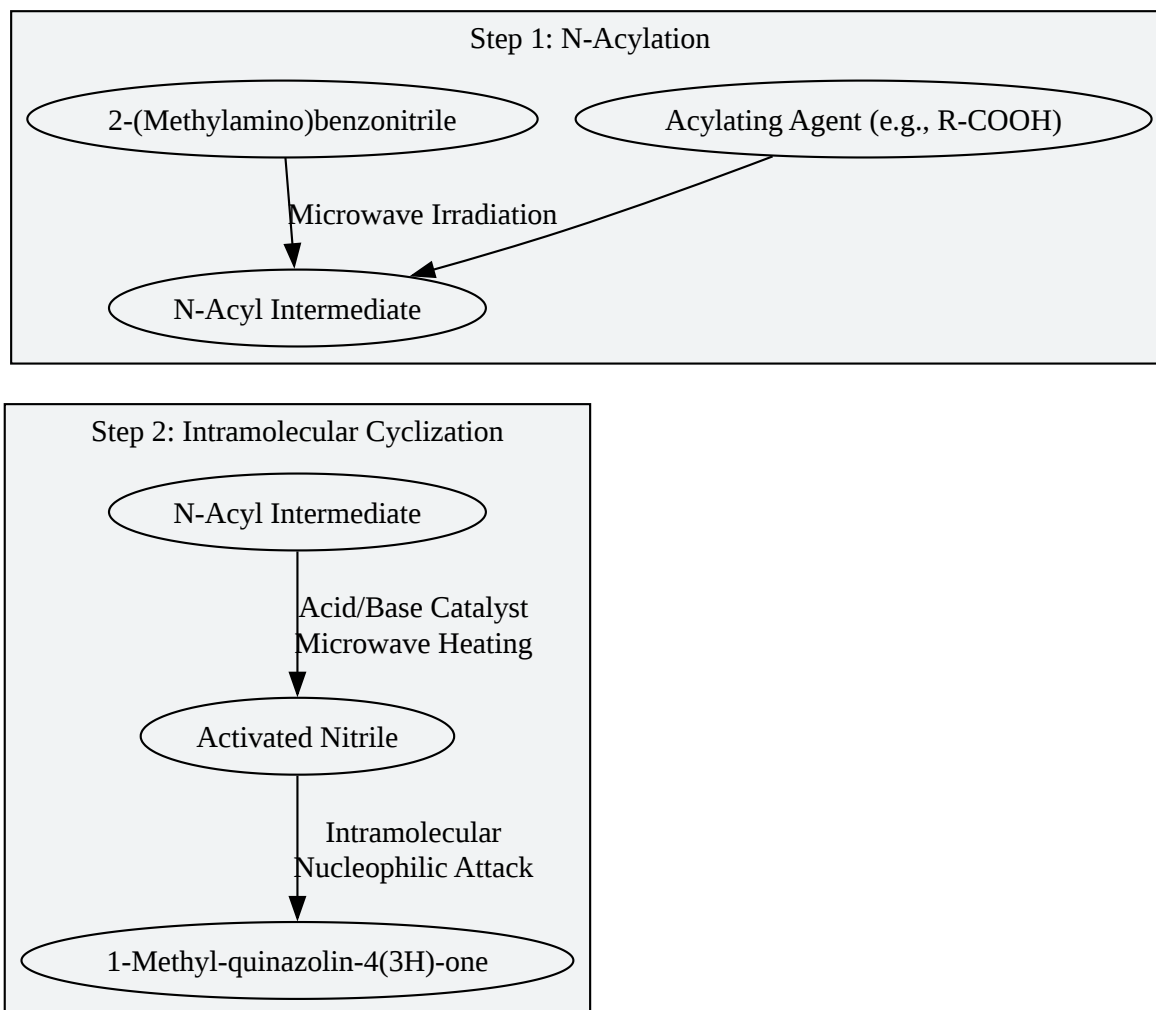 Step 1: N-Acylation
2-(Methylamino)benzonitrile
Acylating Agent (e.g., R-COOH)
Microwave Irradiation
N-Acyl Intermediate
Step 2: Intramolecular Cyclization
N-Acyl Intermediate
Acid/Base Catalyst
Microwave Heating
Activated Nitrile
Intramolecular
Nucleophilic Attack
1-Methyl-quinazolin-4(3H)-one